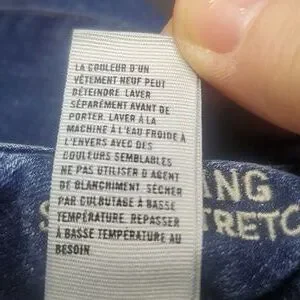 LA COULEUR D'UN
VÊTEMENT NEUF PEUT
DÉTEINDRE. LAVER
SÉPARÉMENT AVANT DE
PORTER. LAVER À LA
MACHINE À L'EAU FROIDE À
L'ENVERS AVEC DES
COULEURS SEMBLABLES
NE PAS UTILISER D'AGENT
DE BLANCHIMENT SÉCHER
PAR CULBUTAGE À BASSE
TEMPÉRATURE. REPASSER
À BASSE TEMPÉRATURE AU
BESOIN
ING
S TRETC